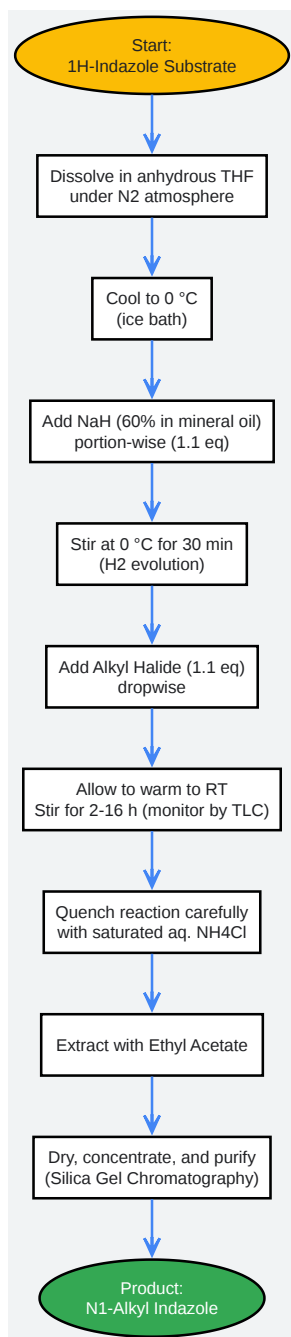 Start:
1H-Indazole Substrate
Dissolve in anhydrous THF
under N2 atmosphere
Cool to 0 °C
(ice bath)
Add NaH (60% in mineral oil)
portion-wise (1.1 eq)
Stir at 0 °C for 30 min
(H2 evolution)
Add Alkyl Halide (1.1 eq)
dropwise
Allow to warm to RT
Stir for 2-16 h (monitor by TLC)
Quench reaction carefully
with saturated aq. NH4Cl
Extract with Ethyl Acetate
Dry, concentrate, and purify
(Silica Gel Chromatography)
Product:
N1-Alkyl Indazole